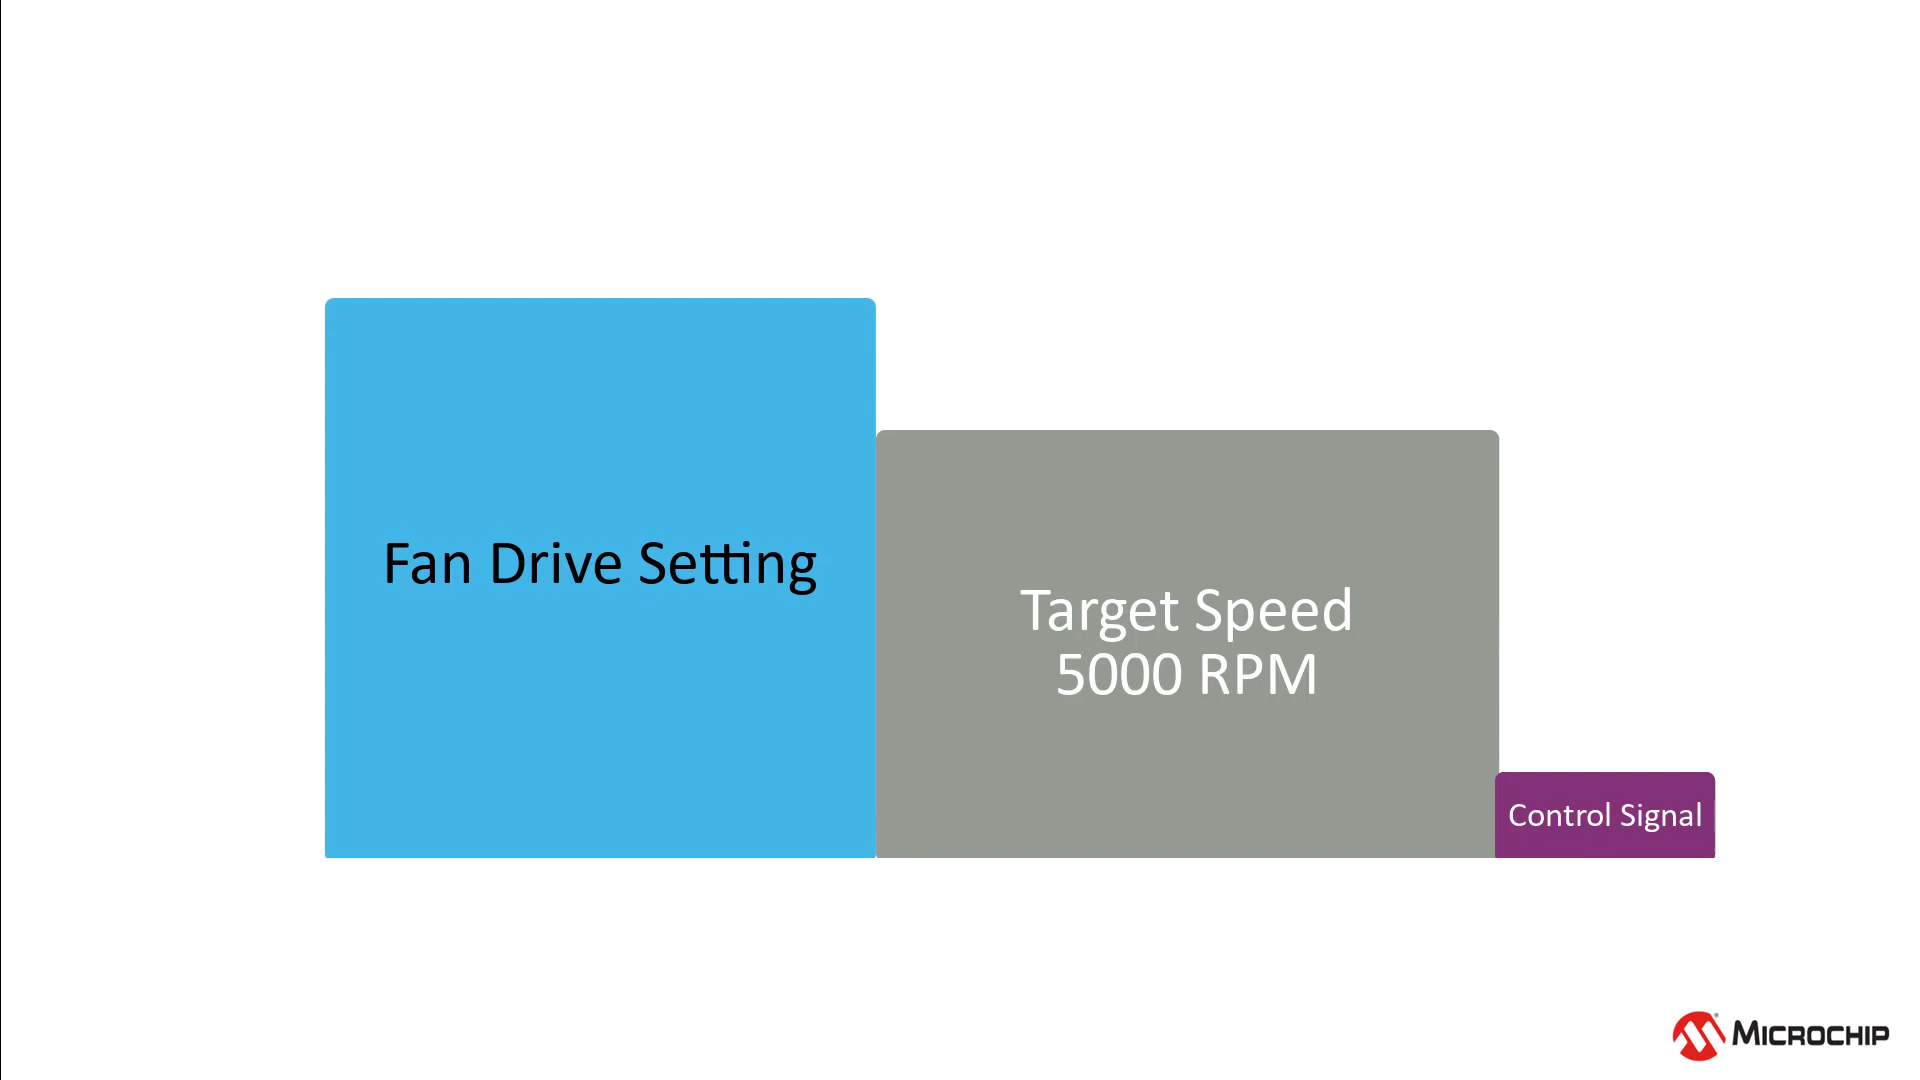 Fan Drive Setting
Target Speed
5000 RPM
Control Signal
MICROCHIP